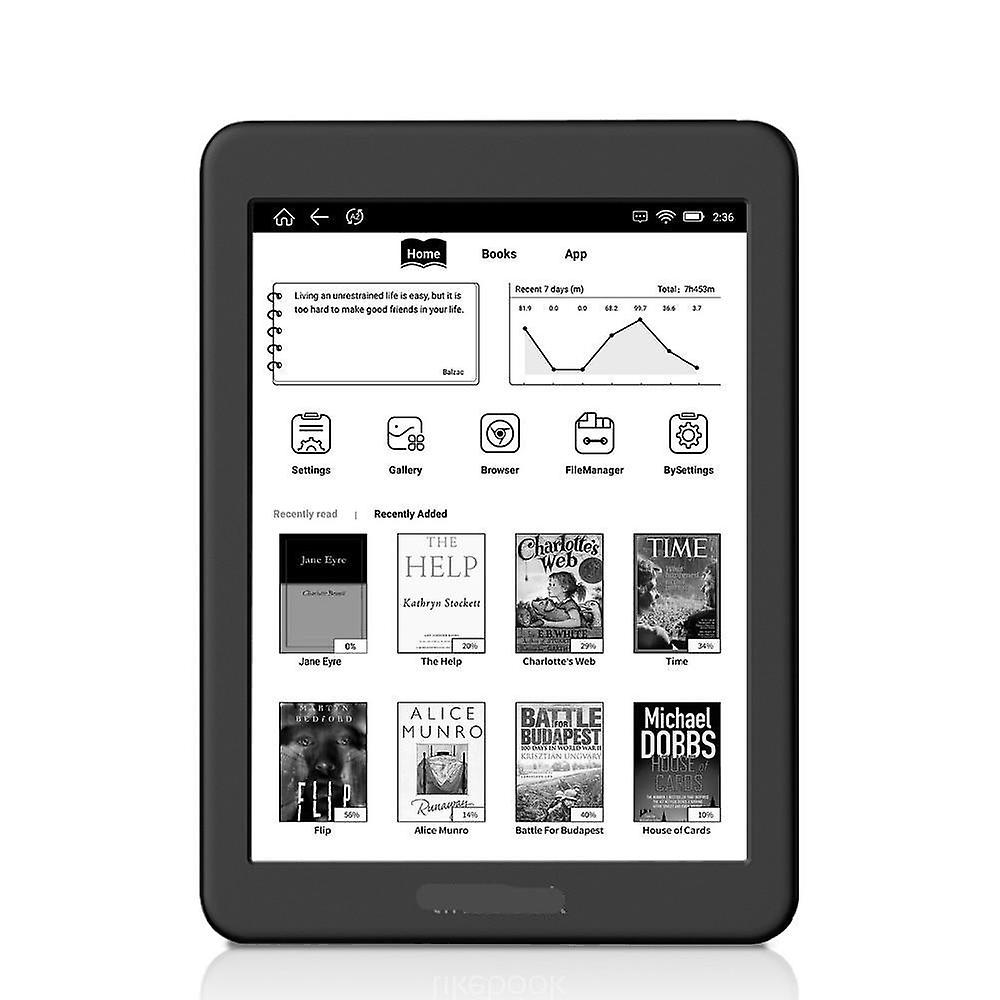 2:36
Home Books App
Living an unrestrained life is easy, but it is
too hard to make good friends in your life.
Balzac
Recent 7 days (m) Total: 7h453m
81.9 0.0 0.0 68.2 99.7 36.6 3.7
Settings Gallery Browser FileManager BySettings
Recently read | Recently Added
Jane Eyre
Charlotte Brontë
0%
Jane Eyre
THE
HELP
Kathryn Stockett
20%
The Help
Charlotte's
Web
E.B. WHITE
29%
Charlotte's Web
TIME
What
happened
34%
Time
MARTYN
BEDFORD
FLIP
56%
Flip
ALICE
MUNRO
Runaway
14%
Alice Munro
BATTLE
FOR
BUDAPEST
100 DAYS IN WORLD WAR II
KRISZTIAN UNGVARY
40%
Battle For Budapest
Michael
DOBBS
HOUSE of
CARDS
10%
House of Cards
likebook